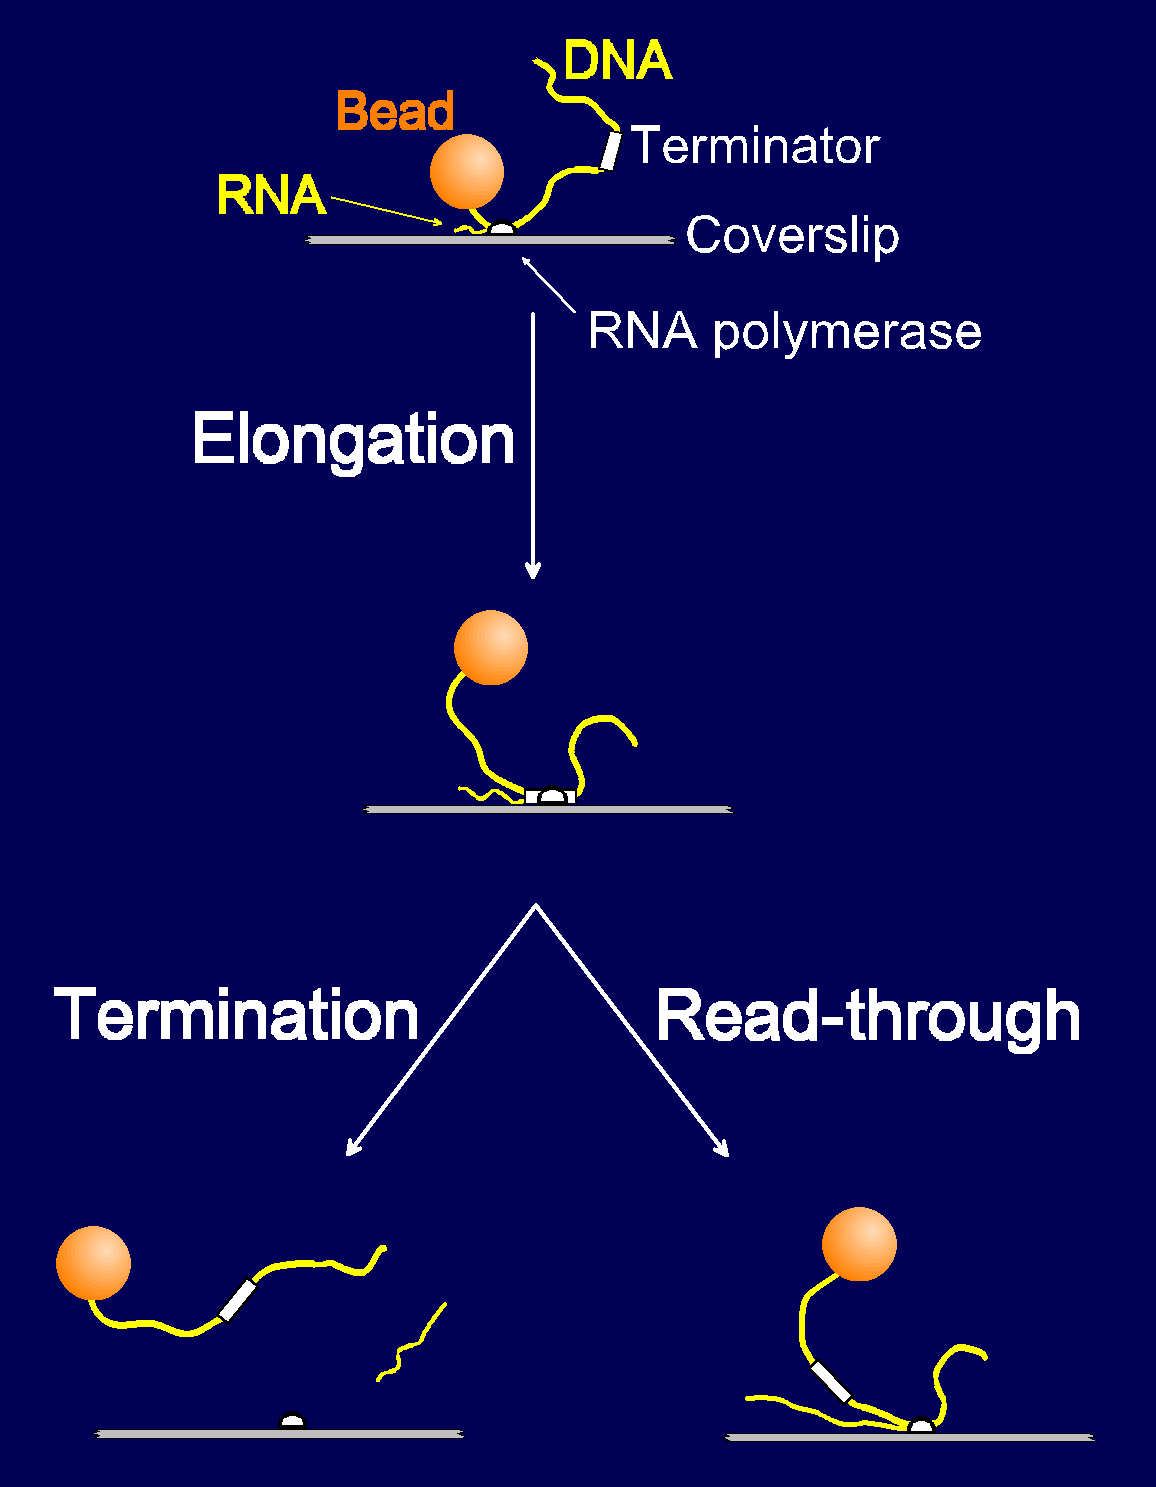 DNA
Bead
Terminator
RNA
Coverslip
RNA polymerase
Elongation
Termination
Read-through